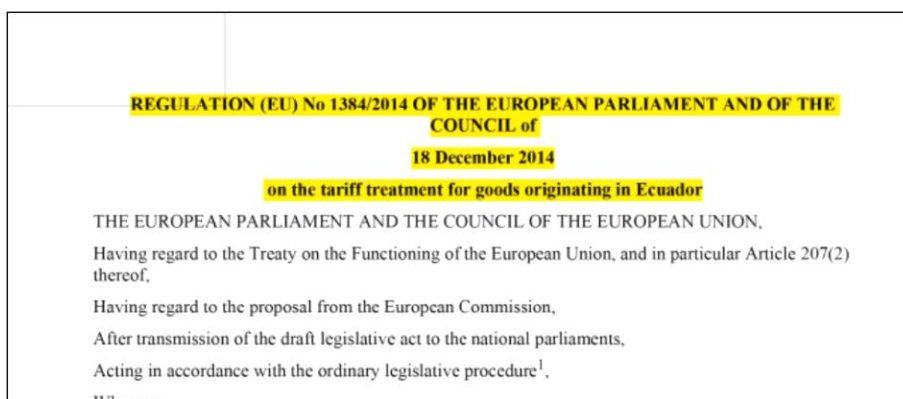 REGULATION (EU) No 1384/2014 OF THE EUROPEAN PARLIAMENT AND OF THE
COUNCIL of
18 December 2014
on the tariff treatment for goods originating in Ecuador
THE EUROPEAN PARLIAMENT AND THE COUNCIL OF THE EUROPEAN UNION,
Having regard to the Treaty on the Functioning of the European Union, and in particular Article 207(2)
thereof,
Having regard to the proposal from the European Commission,
After transmission of the draft legislative act to the national parliaments,
Acting in accordance with the ordinary legislative procedure¹,